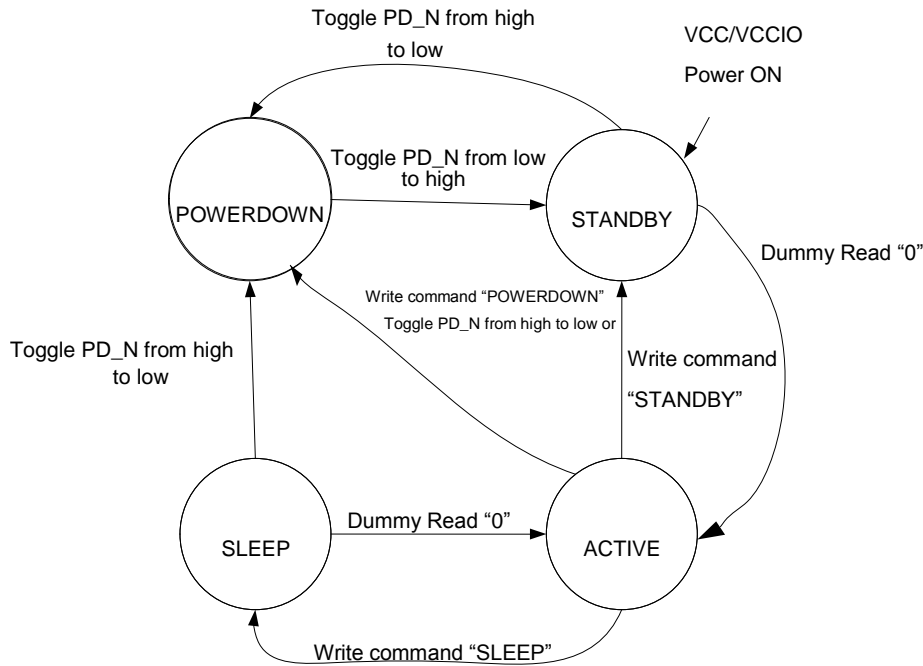 Toggle PD_N from high
to low
VCC/VCCIO
Power ON
Toggle PD_N from low
to high
POWERDOWN
STANDBY
Dummy Read “0”
Write command “POWERDOWN”
Toggle PD_N from high to low or
Toggle PD_N from high
to low
Write command
“STANDBY”
SLEEP
Dummy Read “0”
ACTIVE
Write command “SLEEP”